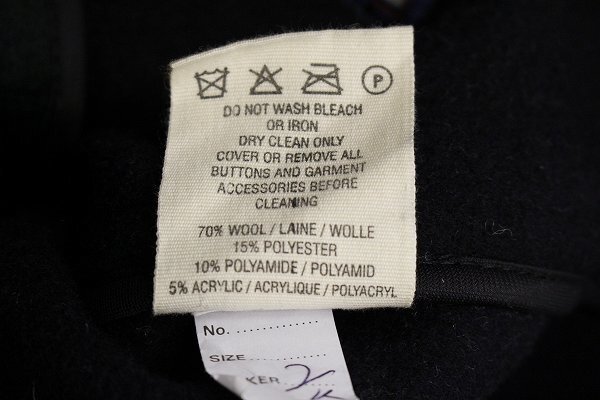 P
DO NOT WASH BLEACH
OR IRON
DRY CLEAN ONLY
COVER OR REMOVE ALL
BUTTONS AND GARMENT
ACCESSORIES BEFORE
CLEANING
70% WOOL / LAINE / WOLLE
15% POLYESTER
10% POLYAMIDE / POLYAMID
5% ACRYLIC / ACRYLIQUE / POLYACRYL
No. ..............
SIZE ..............